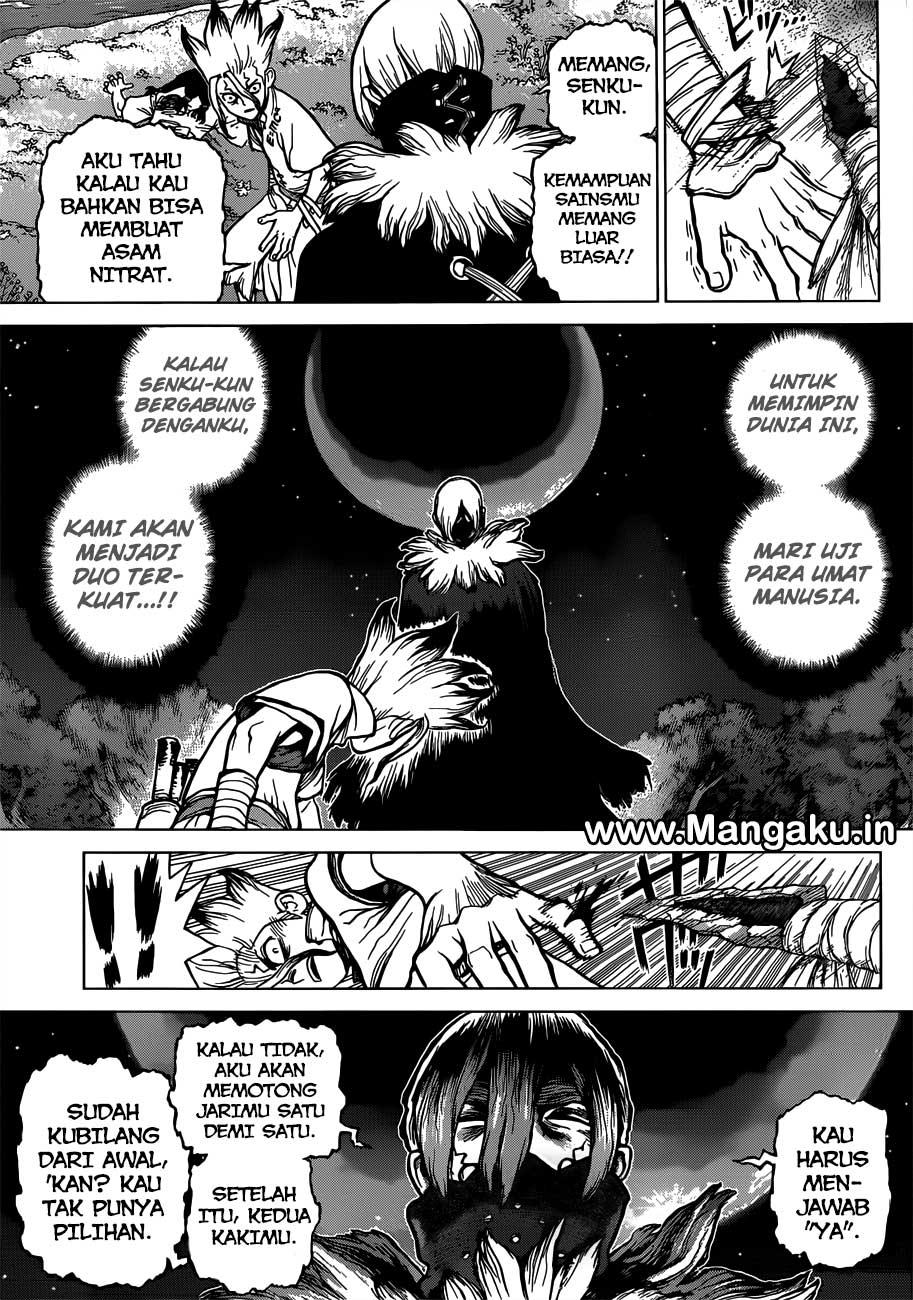 MEMANG,
SENKU-
KUN.
KEMAMPUAN
SAINSMU
MEMANG
LUAR
BIASA!!
AKU TAHU
KALAU KAU
BAHKAN BISA
MEMBUAT
ASAM
NITRAT.
UNTUK
MEMIMPIN
DUNIA INI,
MARI UJI
PARA UMAT
MANUSIA.
KALAU
SENKU-KUN
BERGABUNG
DENGANKU,
KAMI AKAN
MENJADI
DUO TER-
KUAT...!!
www.Mangaku.in
!!
KAU
HARUS
MEN-
JAWAB
"YA".
KALAU TIDAK,
AKU AKAN
MEMOTONG
JARIMU SATU
DEMI SATU.
SETELAH
ITU, KEDUA
KAKIMU.
SUDAH
KUBILANG
DARI AWAL,
'KAN? KAU
TAK PUNYA
PILIHAN.